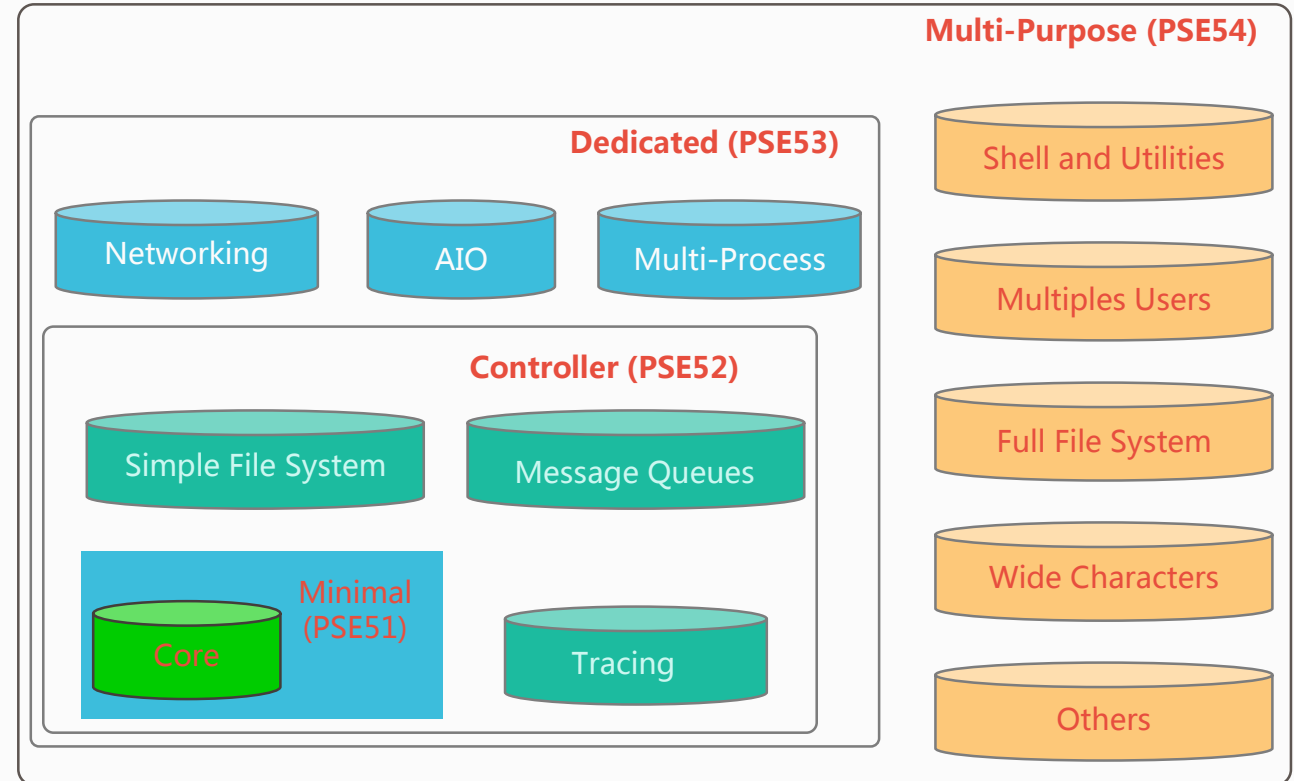 Multi-Purpose (PSE54)
Dedicated (PSE53)
Networking
AIO
Multi-Process
Controller (PSE52)
Simple File System
Message Queues
Minimal
(PSE51)
Core
Tracing
Shell and Utilities
Multiples Users
Full File System
Wide Characters
Others